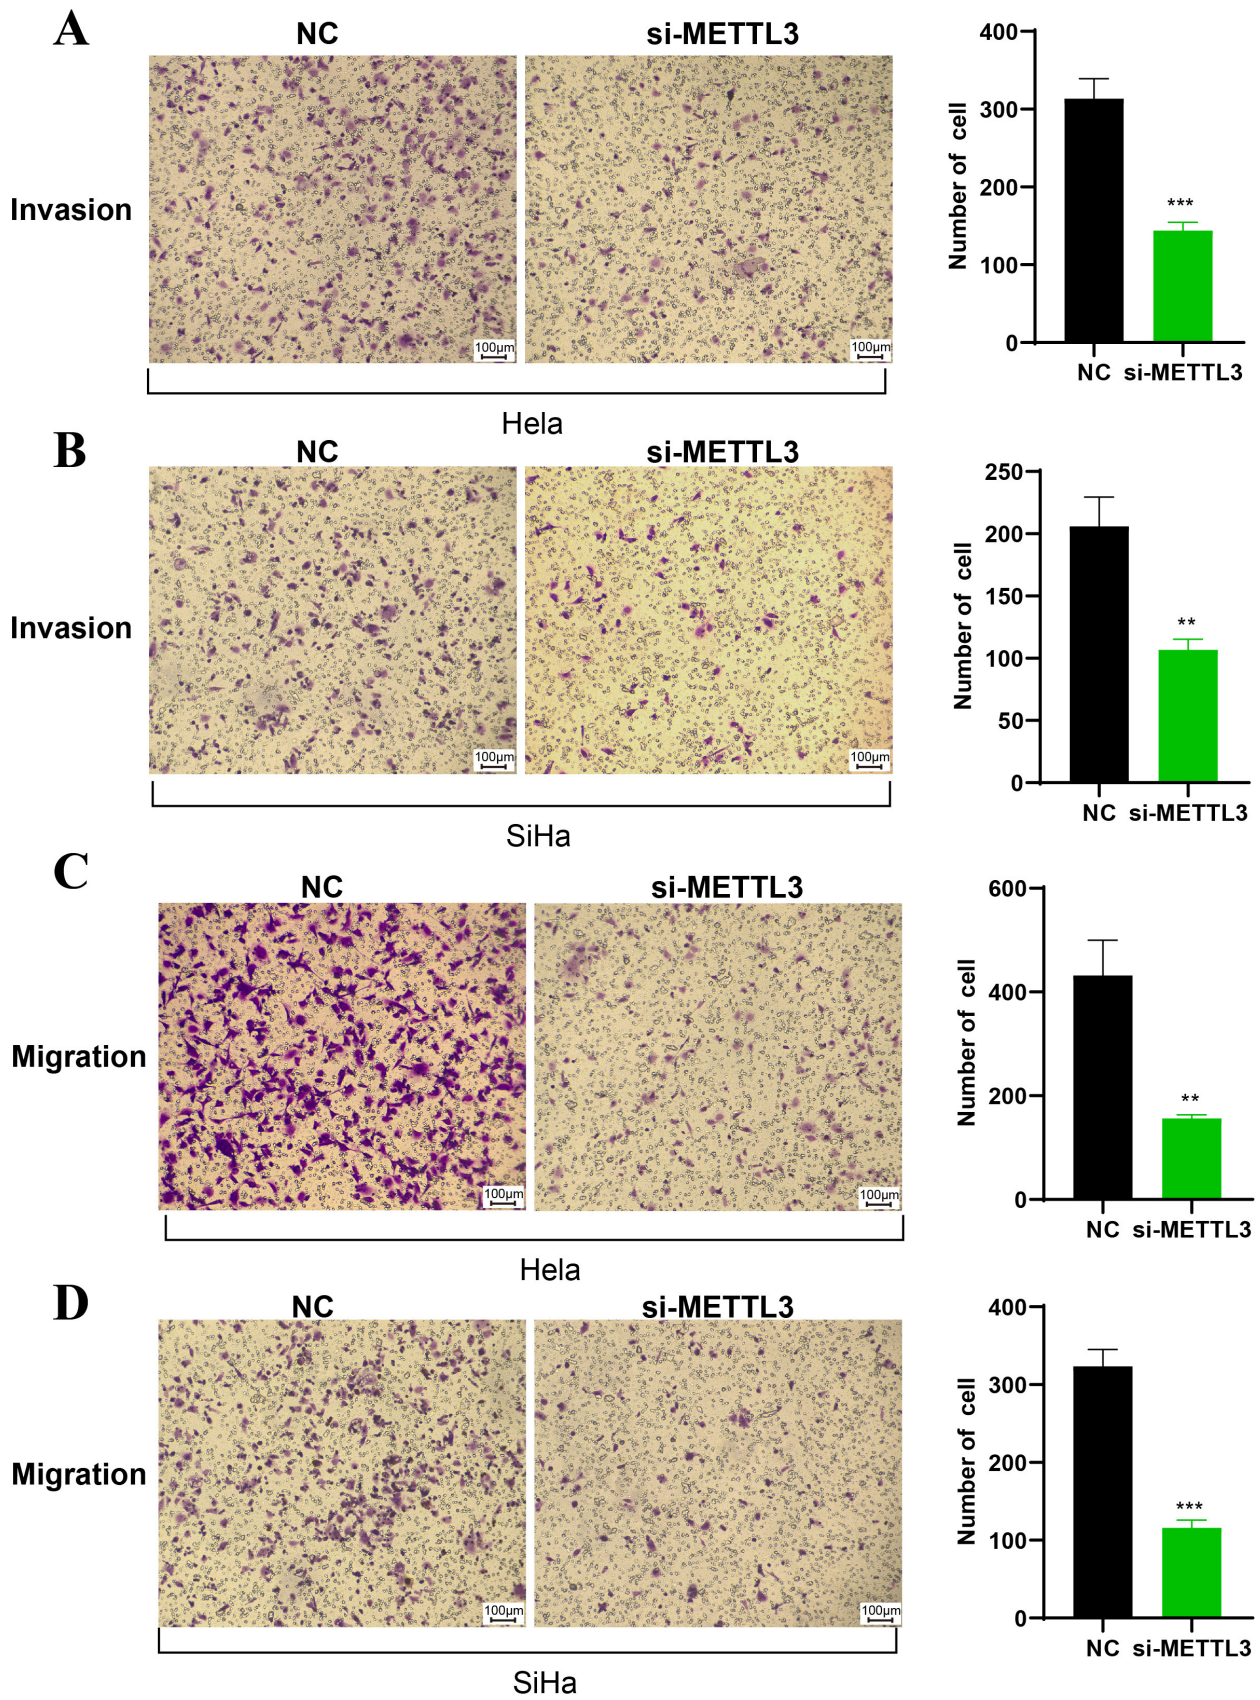 A
NC
si-METTL3
Invasion
100µm
100µm
Hela
Number of cell
400
300
200
100
0
***
NC
si-METTL3
B
NC
si-METTL3
Invasion
100µm
100µm
SiHa
Number of cell
250
200
150
100
50
0
**
NC
si-METTL3
C
NC
si-METTL3
Migration
100µm
100µm
Hela
Number of cell
600
400
200
0
**
NC
si-METTL3
D
NC
si-METTL3
Migration
100µm
100µm
SiHa
Number of cell
400
300
200
100
0
***
NC
si-METTL3